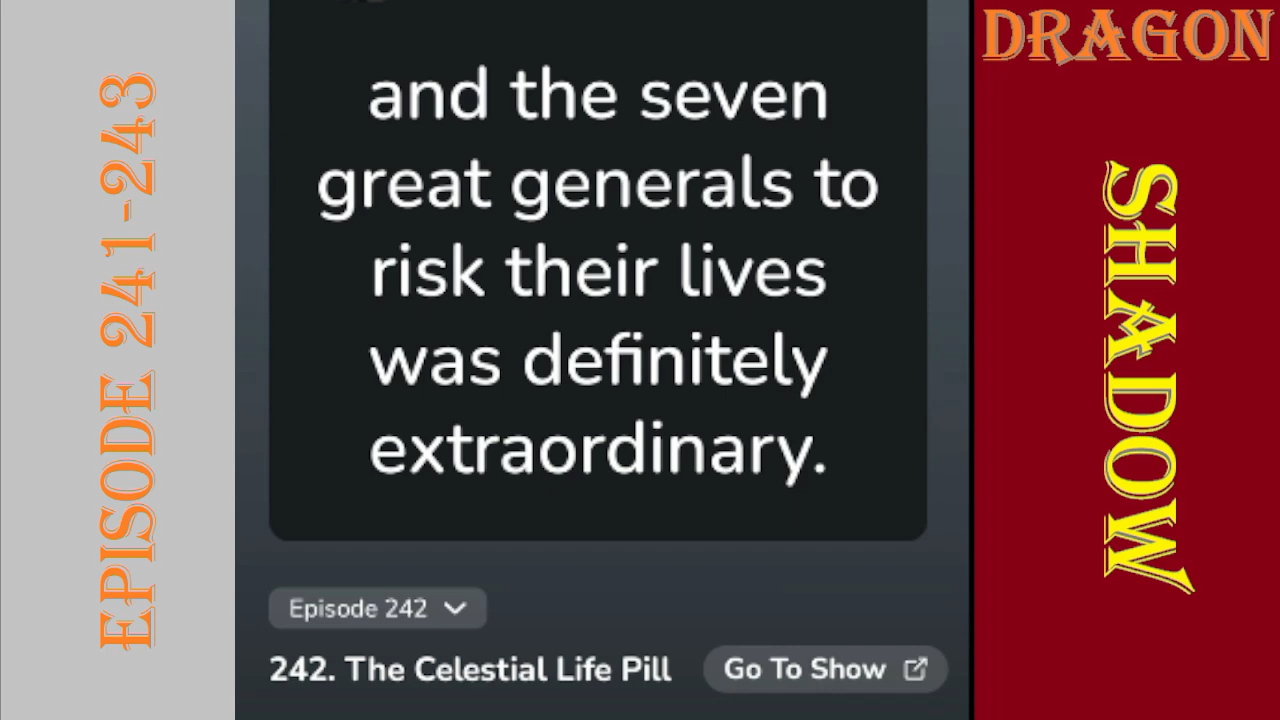 EPISODE 241-243
and the seven
great generals to
risk their lives
was definitely
extraordinary.
Episode 242
242. The Celestial Life Pill
Go To Show
DRAGON
SHADOW